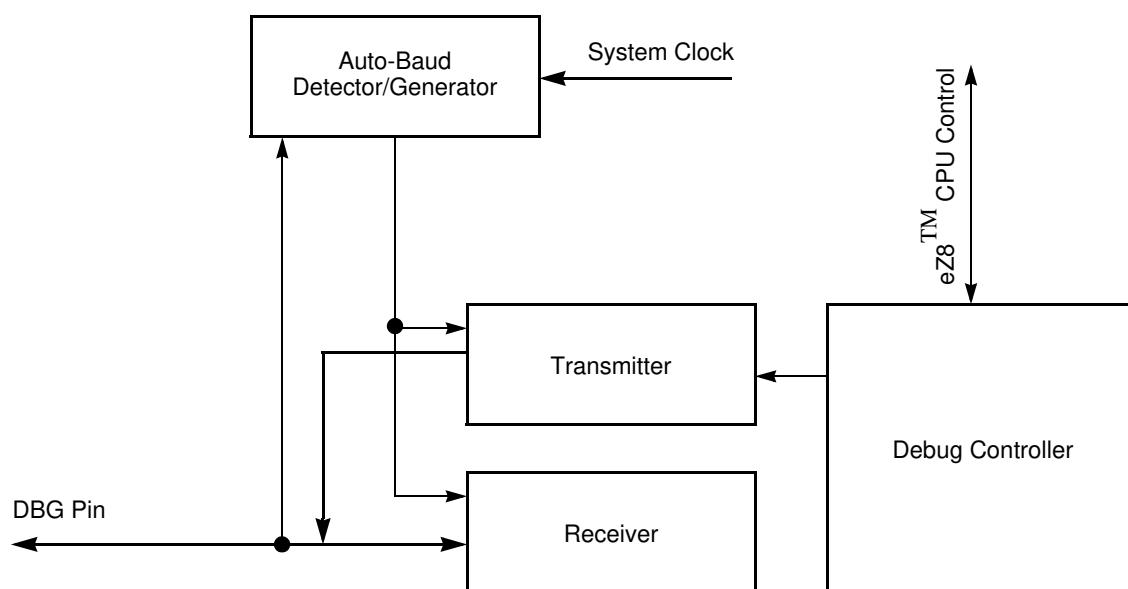 Auto-Baud
Detector/Generator
System Clock
eZ8™ CPU Control
Transmitter
Debug Controller
DBG Pin
Receiver